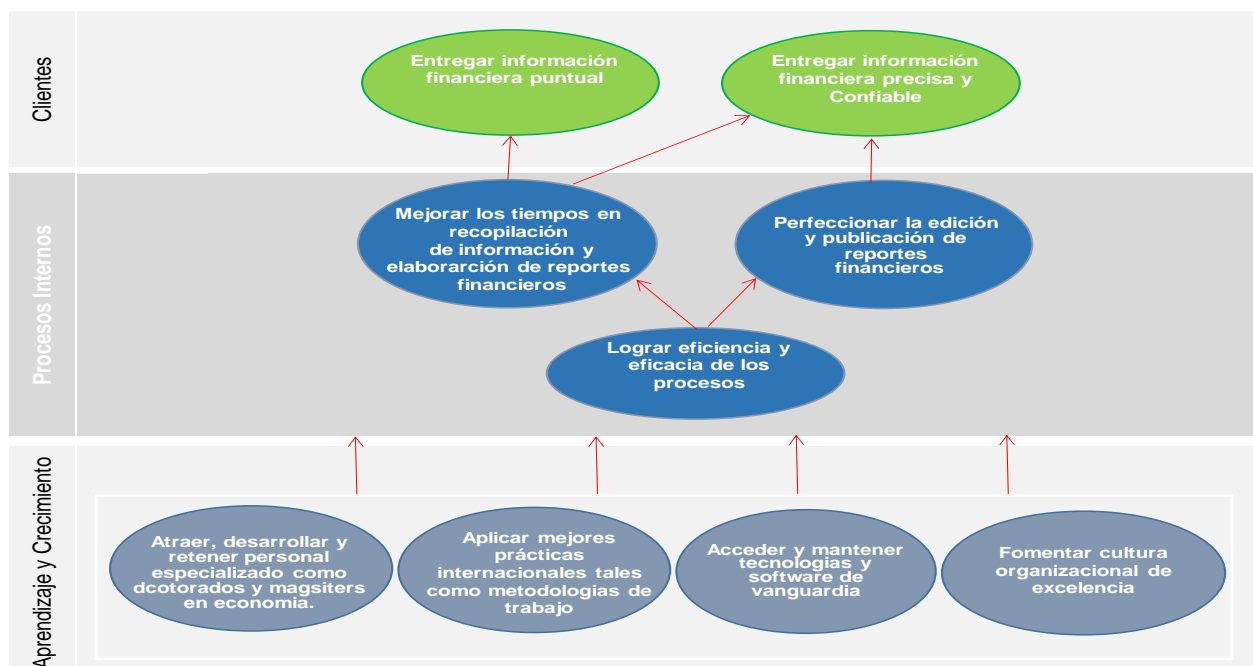 Clientes
Entregar información
financiera puntual
Entregar información
financiera precisa y
Confiable
Procesos Internos
Mejorar los tiempos en
recopilación
de información y
elaborarción de reportes
financieros
Perfeccionar la edición
y publicación de
reportes
financieros
Lograr eficiencia y
eficacia de los
procesos
Aprendizaje y Crecimiento
Atraer, desarrollar y
retener personal
especializado como
dcotorados y magsiters
en economia.
Aplicar mejores
prácticas
internacionales tales
como metodologías de
trabajo
Acceder y mantener
tecnologías y
software de
vanguardia
Fomentar cultura
organizacional de
excelencia